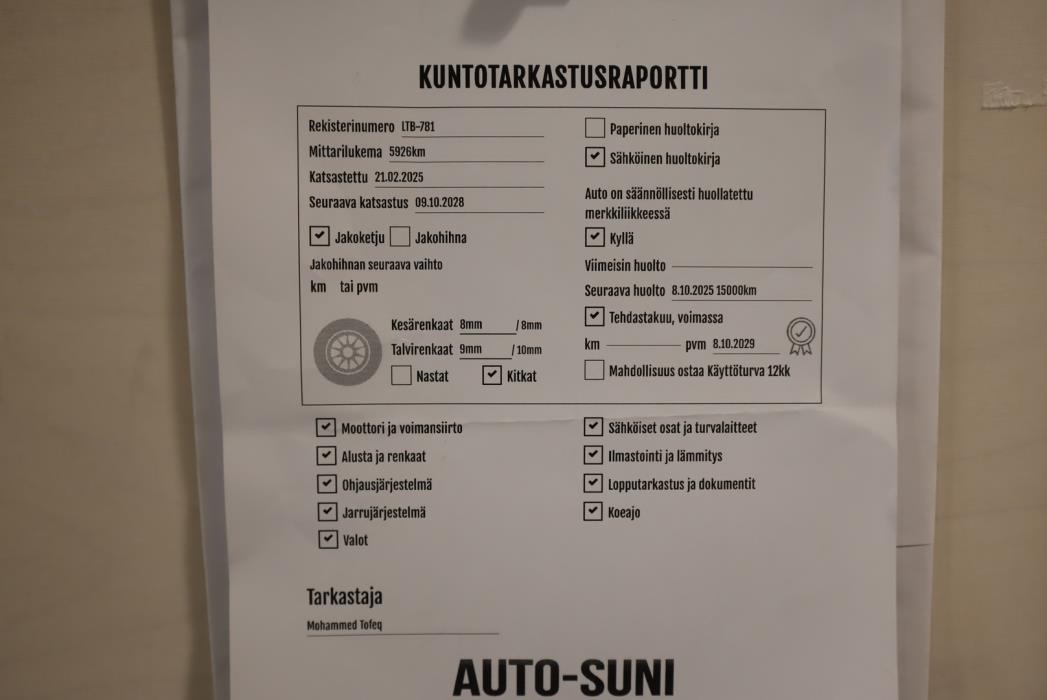 KUNTOTARKASTUSRAPORTTI
Rekisterinumero LTB-781
Mittarilukema 5926km
Katsastettu 21.02.2025
Seuraava katsastus 09.10.2028
Jakoketju Jakohihna
Jakohihnan seuraava vaihto
km tai pvm
Kesärenkaat 8mm / 8mm
Talvirenkaat 9mm / 10mm
Nastat Kitkat
Paperinen huoltokirja
Sähköinen huoltokirja
Auto on säännöllisesti huollatettu
merkkiliikkeessä
Kyllä
Viimeisin huolto
Seuraava huolto 8.10.2025 15000km
Tehdastakuu, voimassa
km pvm 8.10.2029
Mahdollisuus ostaa Käyttöturva 12kk
Moottori ja voimansiirto
Alusta ja renkaat
Ohjausjärjestelmä
Jarrujärjestelmä
Valot
Sähköiset osat ja turvalaitteet
Ilmastointi ja lämmitys
Lopputarkastus ja dokumentit
Koeajo
Tarkastaja
Mohammed Tofeq
AUTO-SUNI